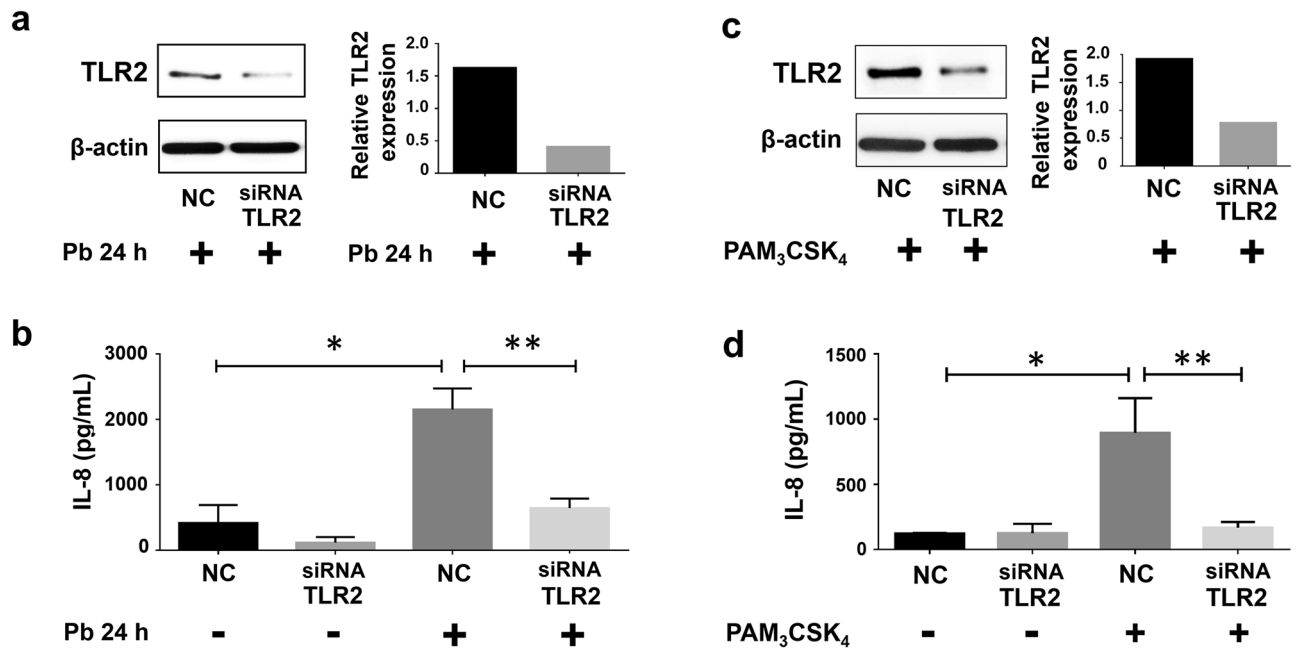 a
TLR2
β-actin
NC
siRNA
TLR2
Pb 24 h
+
+
Relative TLR2
expression
2.0
1.5
1.0
0.5
0
NC
siRNA
TLR2
Pb 24 h
+
+
c
TLR2
β-actin
NC
siRNA
TLR2
PAM₃CSK₄
+
+
Relative TLR2
expression
2.0
1.5
1.0
0.5
0
NC
siRNA
TLR2
+
+
b
IL-8 (pg/mL)
3000
2000
1000
0
*
**
NC
siRNA
TLR2
NC
siRNA
TLR2
Pb 24 h
-
-
+
+
d
IL-8 (pg/mL)
1500
1000
500
0
*
**
NC
siRNA
TLR2
NC
siRNA
TLR2
PAM₃CSK₄
-
-
+
+